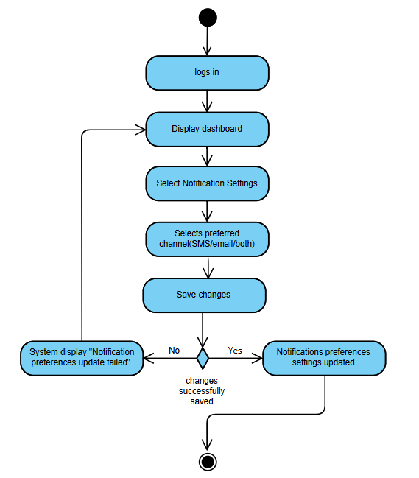 logs in
Display dashboard
Select Notification Settings
Selects preferred
channel(SMS/email/both)
Save changes
No
Yes
System display "Notification
preferences update failed"
Notifications preferences
settings updated
changes
successfully
saved